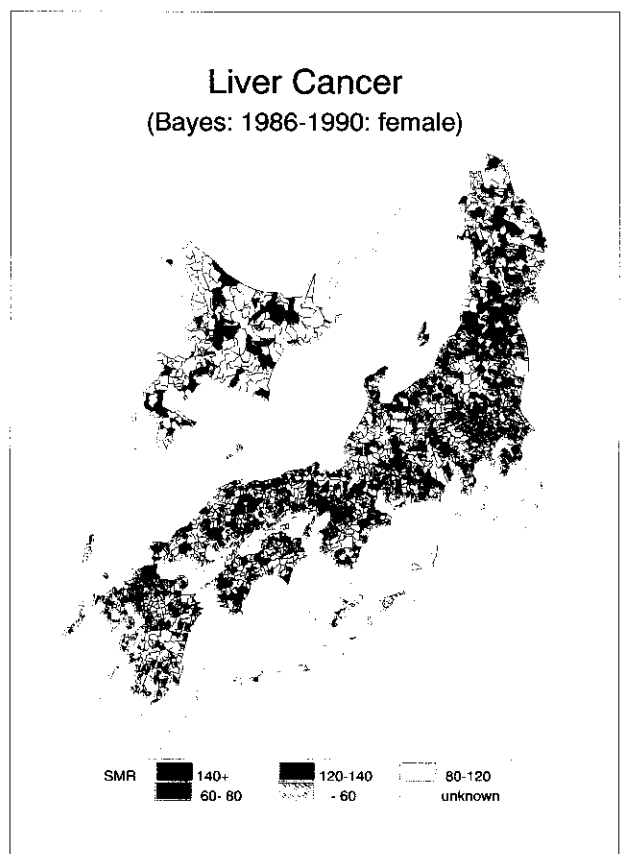 Liver Cancer
(Bayes: 1986-1990: female)
SMR 140+ 120-140 80-120
60- 80 - 60 unknown